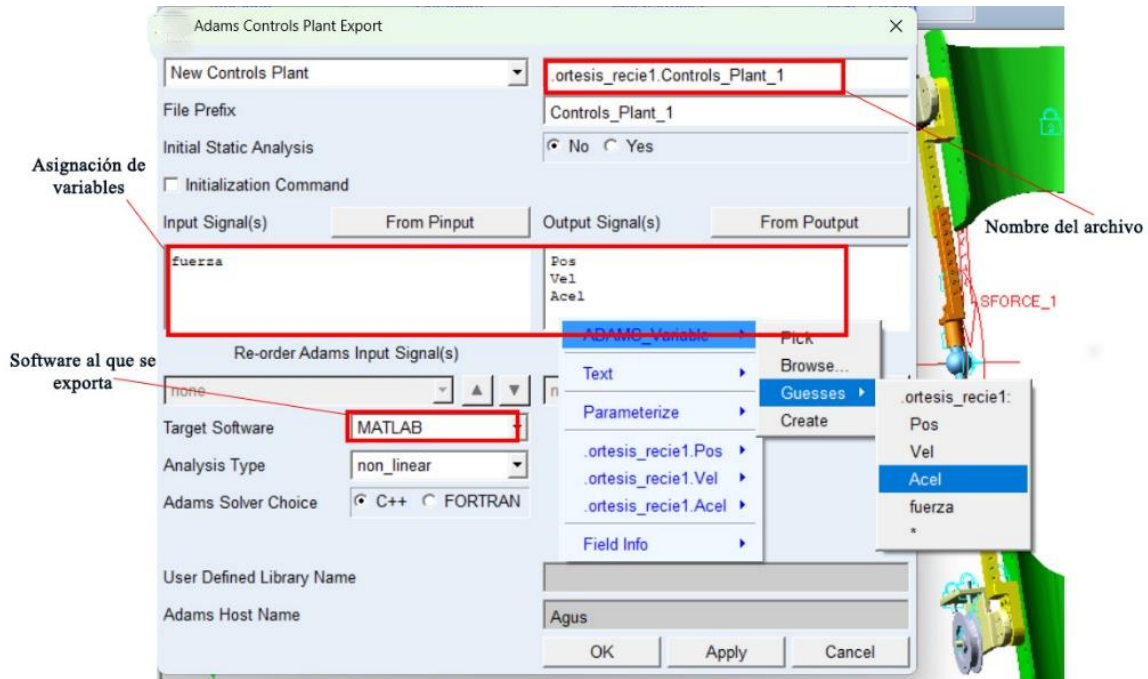 Adams Controls Plant Export
New Controls Plant
.ortesis_recie1.Controls_Plant_1
File Prefix
Controls_Plant_1
Initial Static Analysis
No
Yes
Asignación de
variables
Initialization Command
Input Signal(s)
From Pinput
Output Signal(s)
From Poutput
Nombre del archivo
fuerza
Pos
Vel
Acel
SFORCE_1
ADAMS_Variable
Pick
Re-order Adams Input Signal(s)
Software al que se
exporta
Text
Browse...
none
n
Guesses
.ortesis_recie1:
Parameterize
Create
Pos
Target Software
MATLAB
.ortesis_recie1.Pos
Vel
Analysis Type
non_linear
.ortesis_recie1.Vel
Acel
Adams Solver Choice
C++
FORTRAN
.ortesis_recie1.Acel
fuerza
*
Field Info
User Defined Library Name
Adams Host Name
Agus
OK
Apply
Cancel